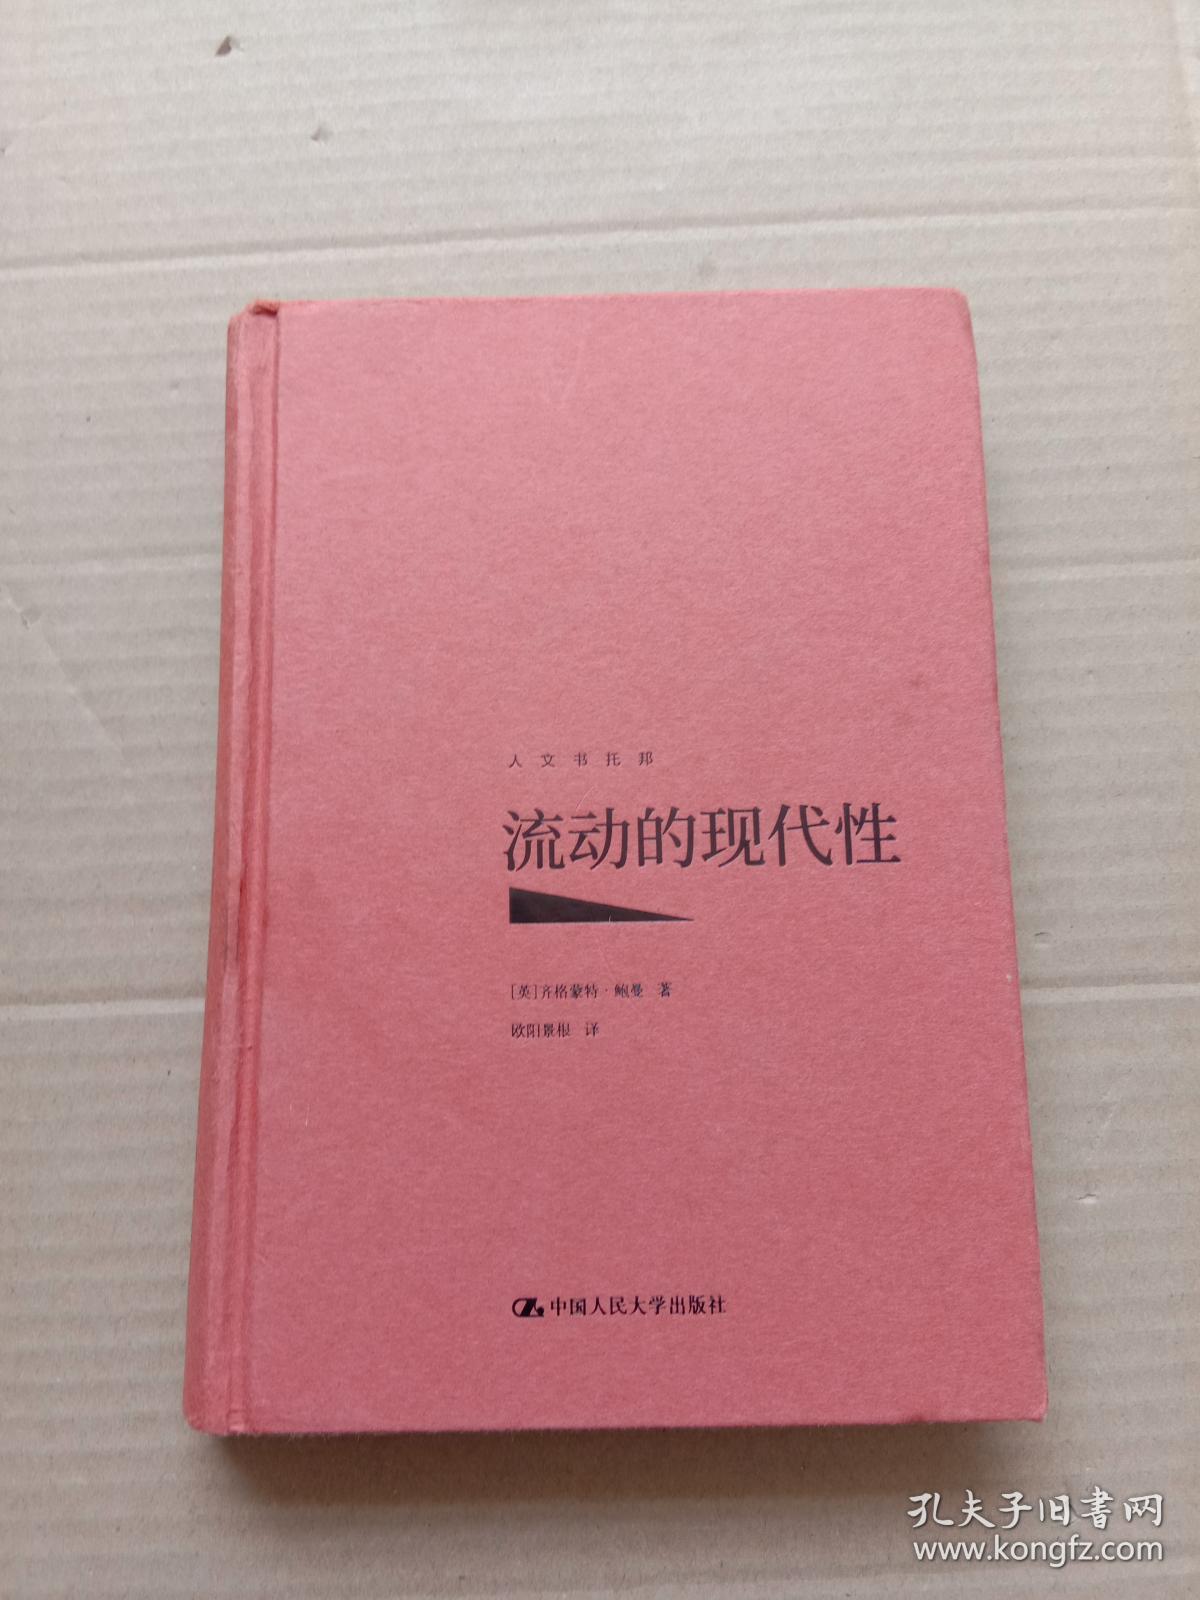 人文书托邦
流动的现代性
[英]齐格蒙特·鲍曼 著
欧阳景根 译
中国人民大学出版社
孔夫子旧书网
www.kongfz.com